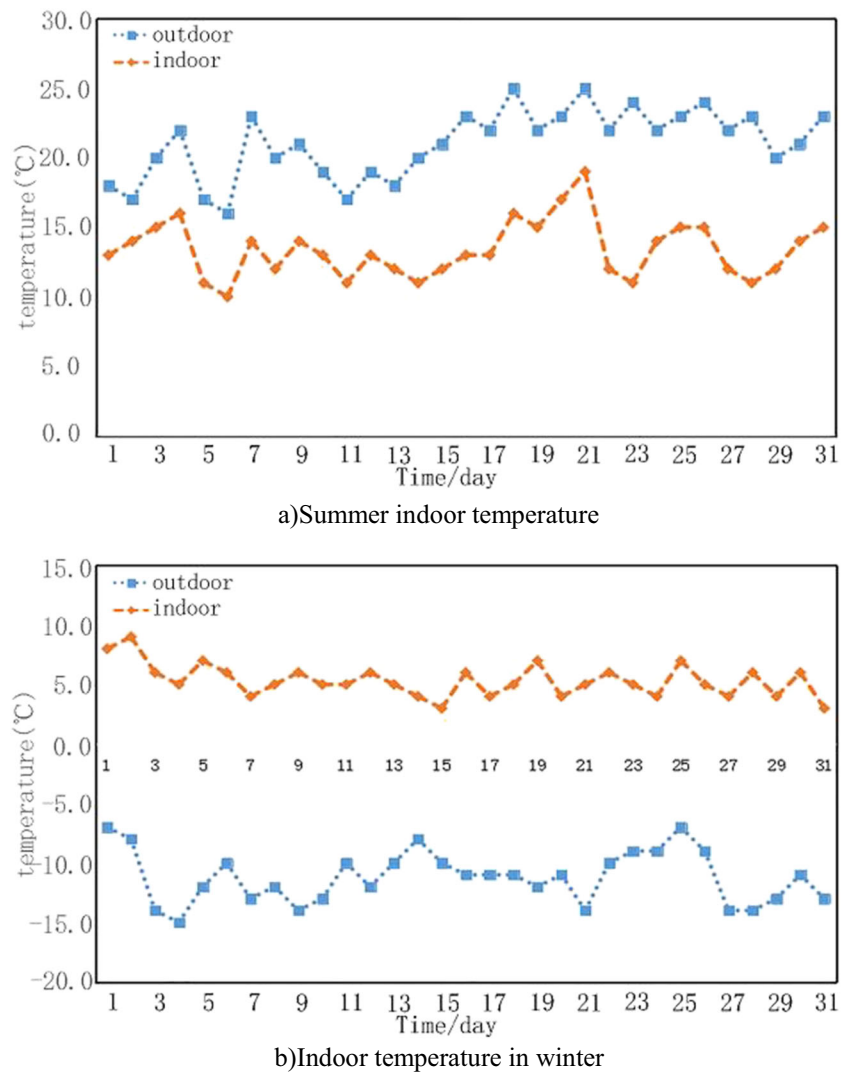 30.0
outdoor
indoor
25.0
20.0
15.0
10.0
5.0
0.0
temperature(℃)
1 3 5 7 9 11 13 15 17 19 21 23 25 27 29 31
Time/day
a)Summer indoor temperature
15.0
outdoor
indoor
10.0
5.0
0.0
1 3 5 7 9 11 13 15 17 19 21 23 25 27 29 31
-5.0
-10.0
-15.0
-20.0
temperature(℃)
1 3 5 7 9 11 13 15 17 19 21 23 25 27 29 31
Time/day
b)Indoor temperature in winter